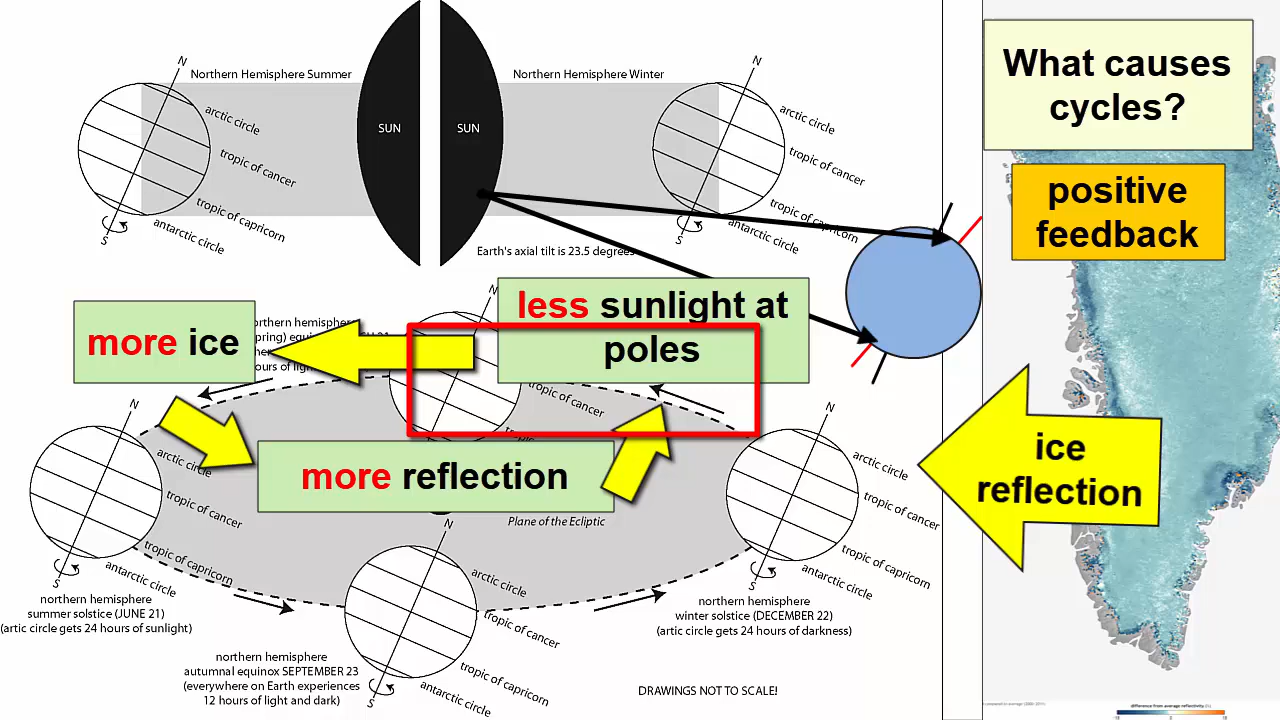 What causes
cycles?
positive
feedback
Northern Hemisphere Summer
Northern Hemisphere Winter
N
arctic circle
tropic of cancer
tropic of capricorn
antarctic circle
S
SUN
SUN
N
arctic circle
tropic of cancer
tropic of capricorn
antarctic circle
S
Earth's axial tilt is 23.5 degrees
less sunlight at
poles
more ice
more reflection
ice
reflection
N
tropic of cancer
N
arctic circle
tropic of cancer
tropic of capricorn
antarctic circle
S
northern hemisphere
summer solstice (JUNE 21)
(artic circle gets 24 hours of sunlight)
Plane of the Ecliptic
N
arctic circle
tropic of cancer
tropic of capricorn
antarctic circle
S
northern hemisphere
autumnal equinox SEPTEMBER 23
(everywhere on Earth experiences
12 hours of light and dark)
N
arctic circle
tropic of cancer
tropic of capricorn
antarctic circle
S
northern hemisphere
winter solstice (DECEMBER 22)
(artic circle gets 24 hours of darkness)
DRAWINGS NOT TO SCALE!
difference from average reflectivity (%)